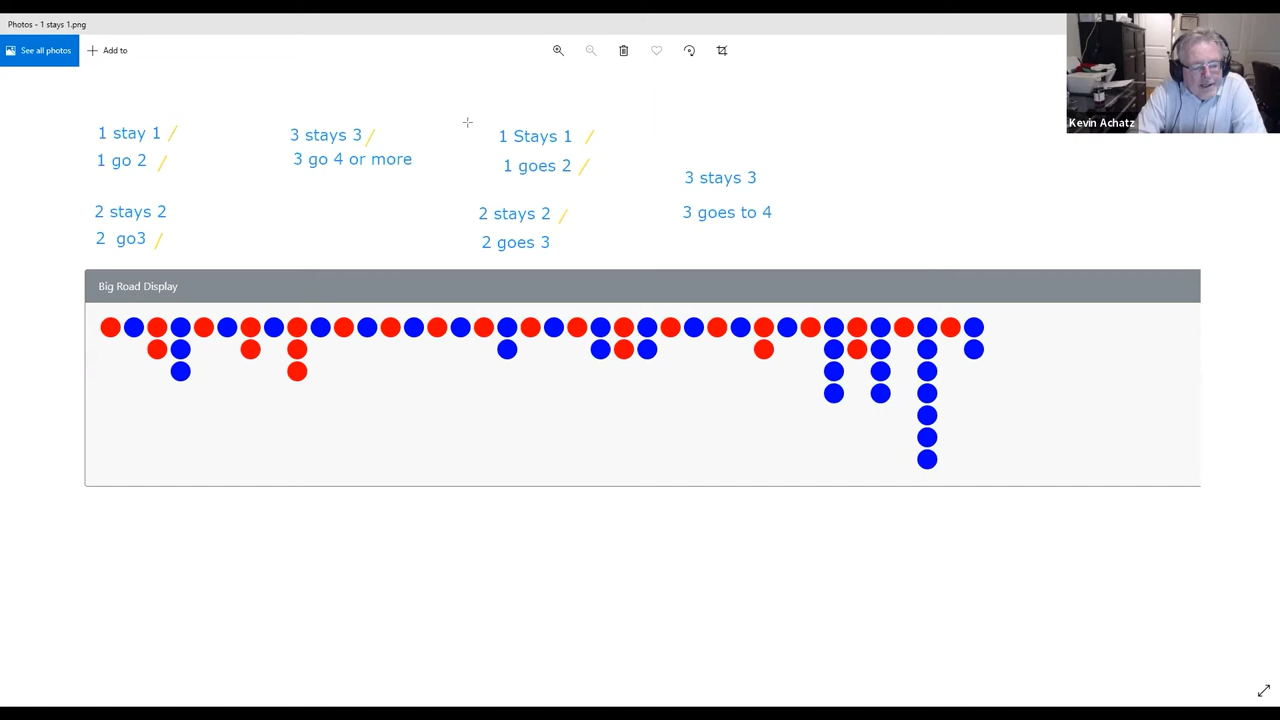 Photos - 1 stays 1.png
See all photos
Add to
Kevin Achatz
1 stay 1 /
1 go 2 /
2 stays 2
2 go3 /
3 stays 3 /
3 go 4 or more
1 Stays 1 /
1 goes 2 /
2 stays 2 /
2 goes 3
3 stays 3
3 goes to 4
Big Road Display